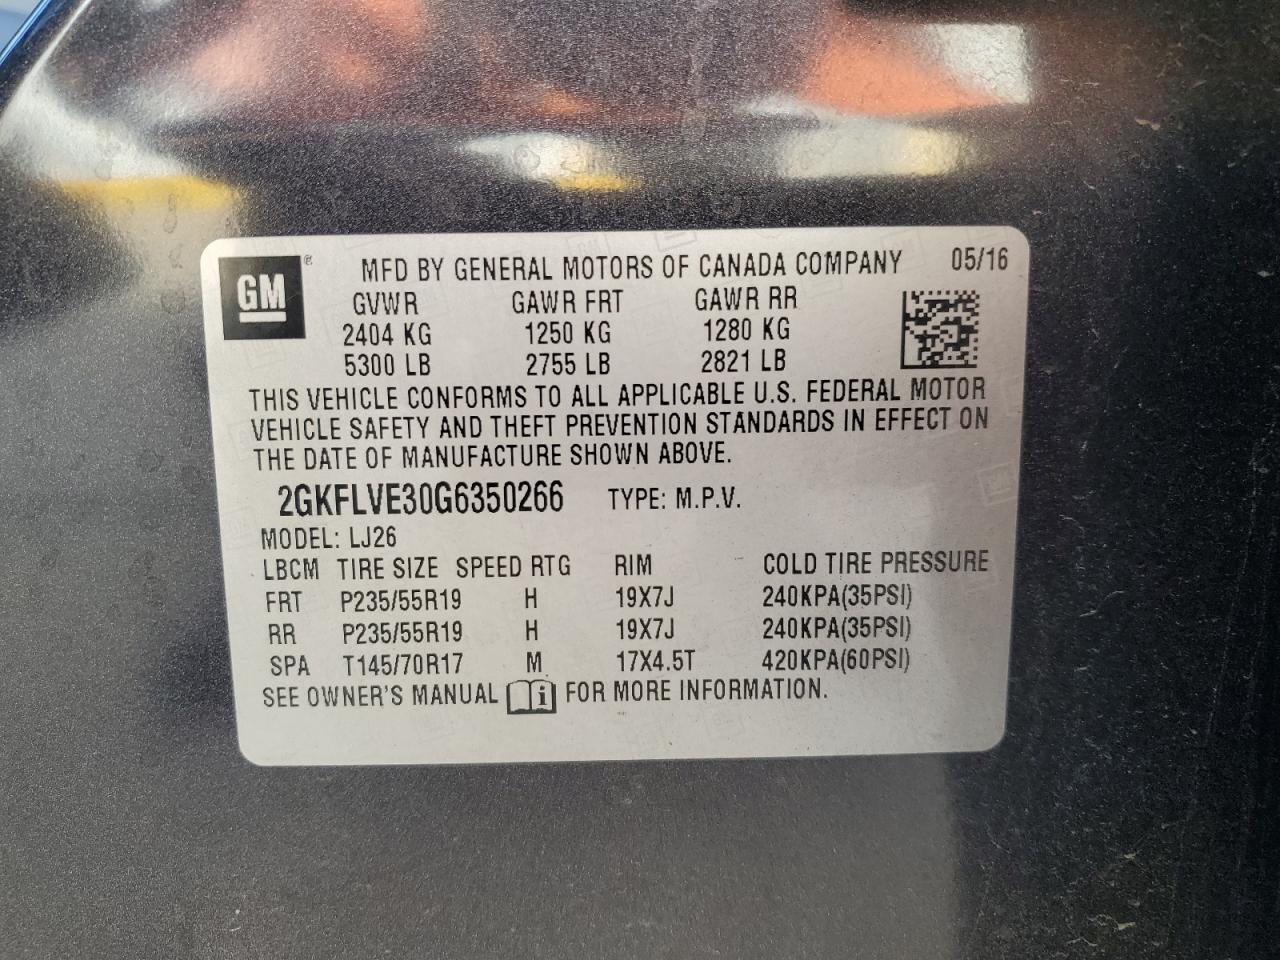 GM ® MFD BY GENERAL MOTORS OF CANADA COMPANY 05/16
GVWR GAWR FRT GAWR RR
2404 KG 1250 KG 1280 KG
5300 LB 2755 LB 2821 LB
THIS VEHICLE CONFORMS TO ALL APPLICABLE U.S. FEDERAL MOTOR
VEHICLE SAFETY AND THEFT PREVENTION STANDARDS IN EFFECT ON
THE DATE OF MANUFACTURE SHOWN ABOVE.
2GKFLVE30G6350266 TYPE: M.P.V.
MODEL: LJ26
LBCM TIRE SIZE SPEED RTG RIM COLD TIRE PRESSURE
FRT P235/55R19 H 19X7J 240KPA(35PSI)
RR P235/55R19 H 19X7J 240KPA(35PSI)
SPA T145/70R17 M 17X4.5T 420KPA(60PSI)
SEE OWNER'S MANUAL i FOR MORE INFORMATION.